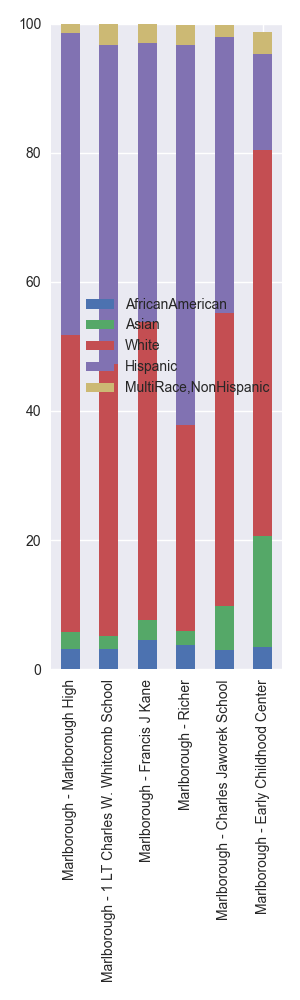 100
80
60
40
20
0
AfricanAmerican
Asian
White
Hispanic
MultiRace,NonHispanic
Marlborough - Marlborough High
Marlborough - 1 LT Charles W. Whitcomb School
Marlborough - Francis J Kane
Marlborough - Richer
Marlborough - Charles Jaworek School
Marlborough - Early Childhood Center